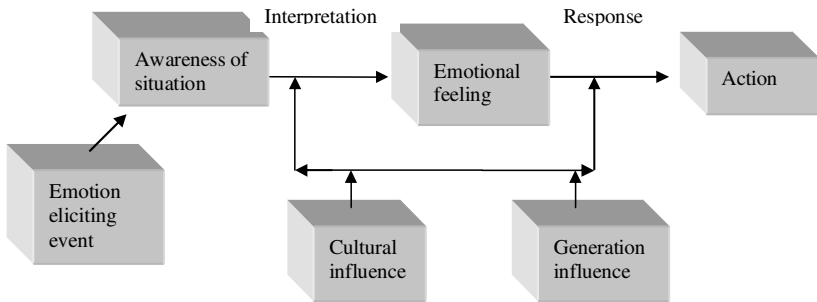 Interpretation
Response
Awareness of
situation
Emotional
feeling
Action
Emotion
eliciting
event
Cultural
influence
Generation
influence